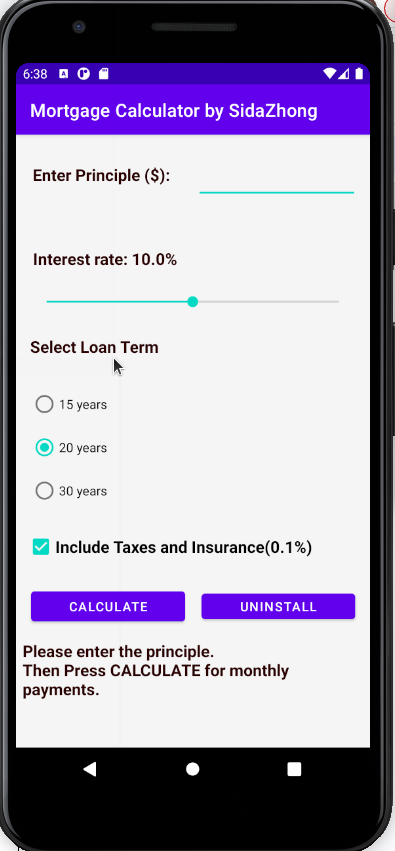 6:38
Mortgage Calculator by SidaZhong
Enter Principle ($):
Interest rate: 10.0%
Select Loan Term
15 years
20 years
30 years
Include Taxes and Insurance(0.1%)
CALCULATE UNINSTALL
Please enter the principle.
Then Press CALCULATE for monthly
payments.